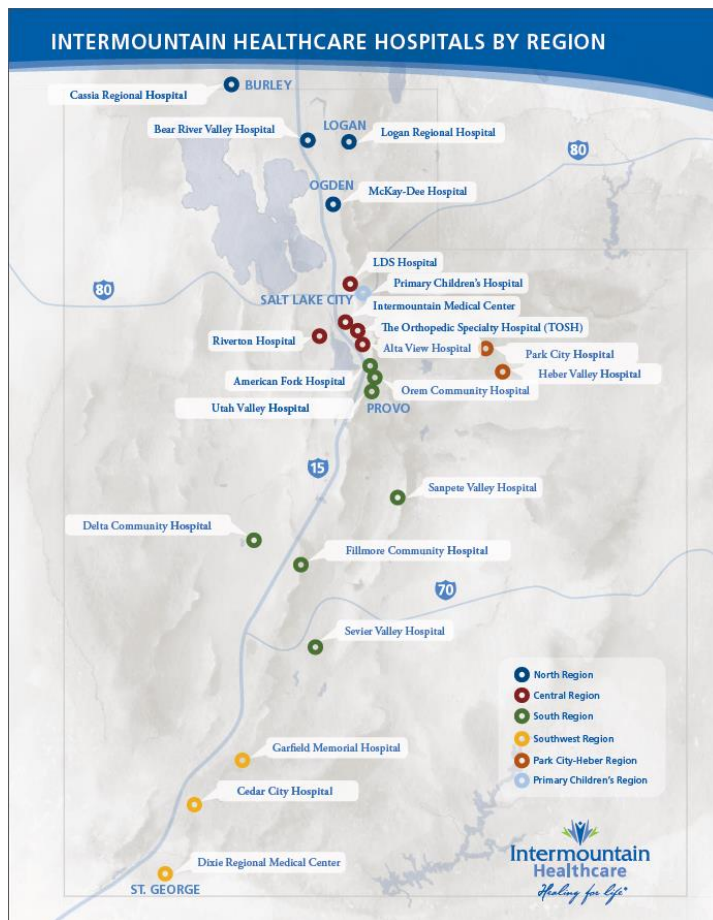 INTERMOUNTAIN HEALTHCARE HOSPITALS BY REGION
BURLEY
Cassia Regional Hospital
LOGAN
Bear River Valley Hospital
Logan Regional Hospital
80
OGDEN
McKay-Dee Hospital
LDS Hospital
80
Primary Children's Hospital
SALT LAKE CITY
Intermountain Medical Center
The Orthopedic Specialty Hospital (TOSH)
Riverton Hospital
Alta View Hospital
Park City Hospital
Heber Valley Hospital
American Fork Hospital
Orem Community Hospital
Utah Valley Hospital
PROVO
15
Sanpete Valley Hospital
Delta Community Hospital
Fillmore Community Hospital
70
Sevier Valley Hospital
North Region
Central Region
South Region
Southwest Region
Park City-Heber Region
Primary Children's Region
Garfield Memorial Hospital
Cedar City Hospital
Dixie Regional Medical Center
ST. GEORGE
Intermountain
Healthcare
Healing for life®